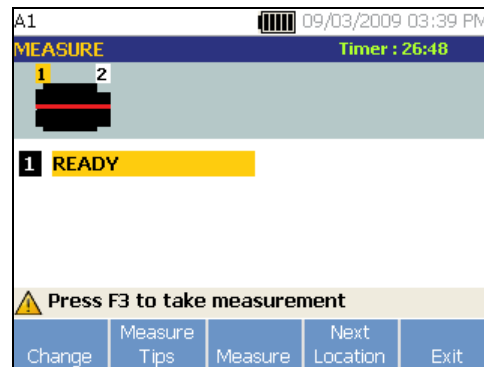 A1 09/03/2009 03:39 PM
MEASURE Timer : 26:48
1 2
1 READY
Press F3 to take measurement
Change Measure Tips Measure Next Location Exit